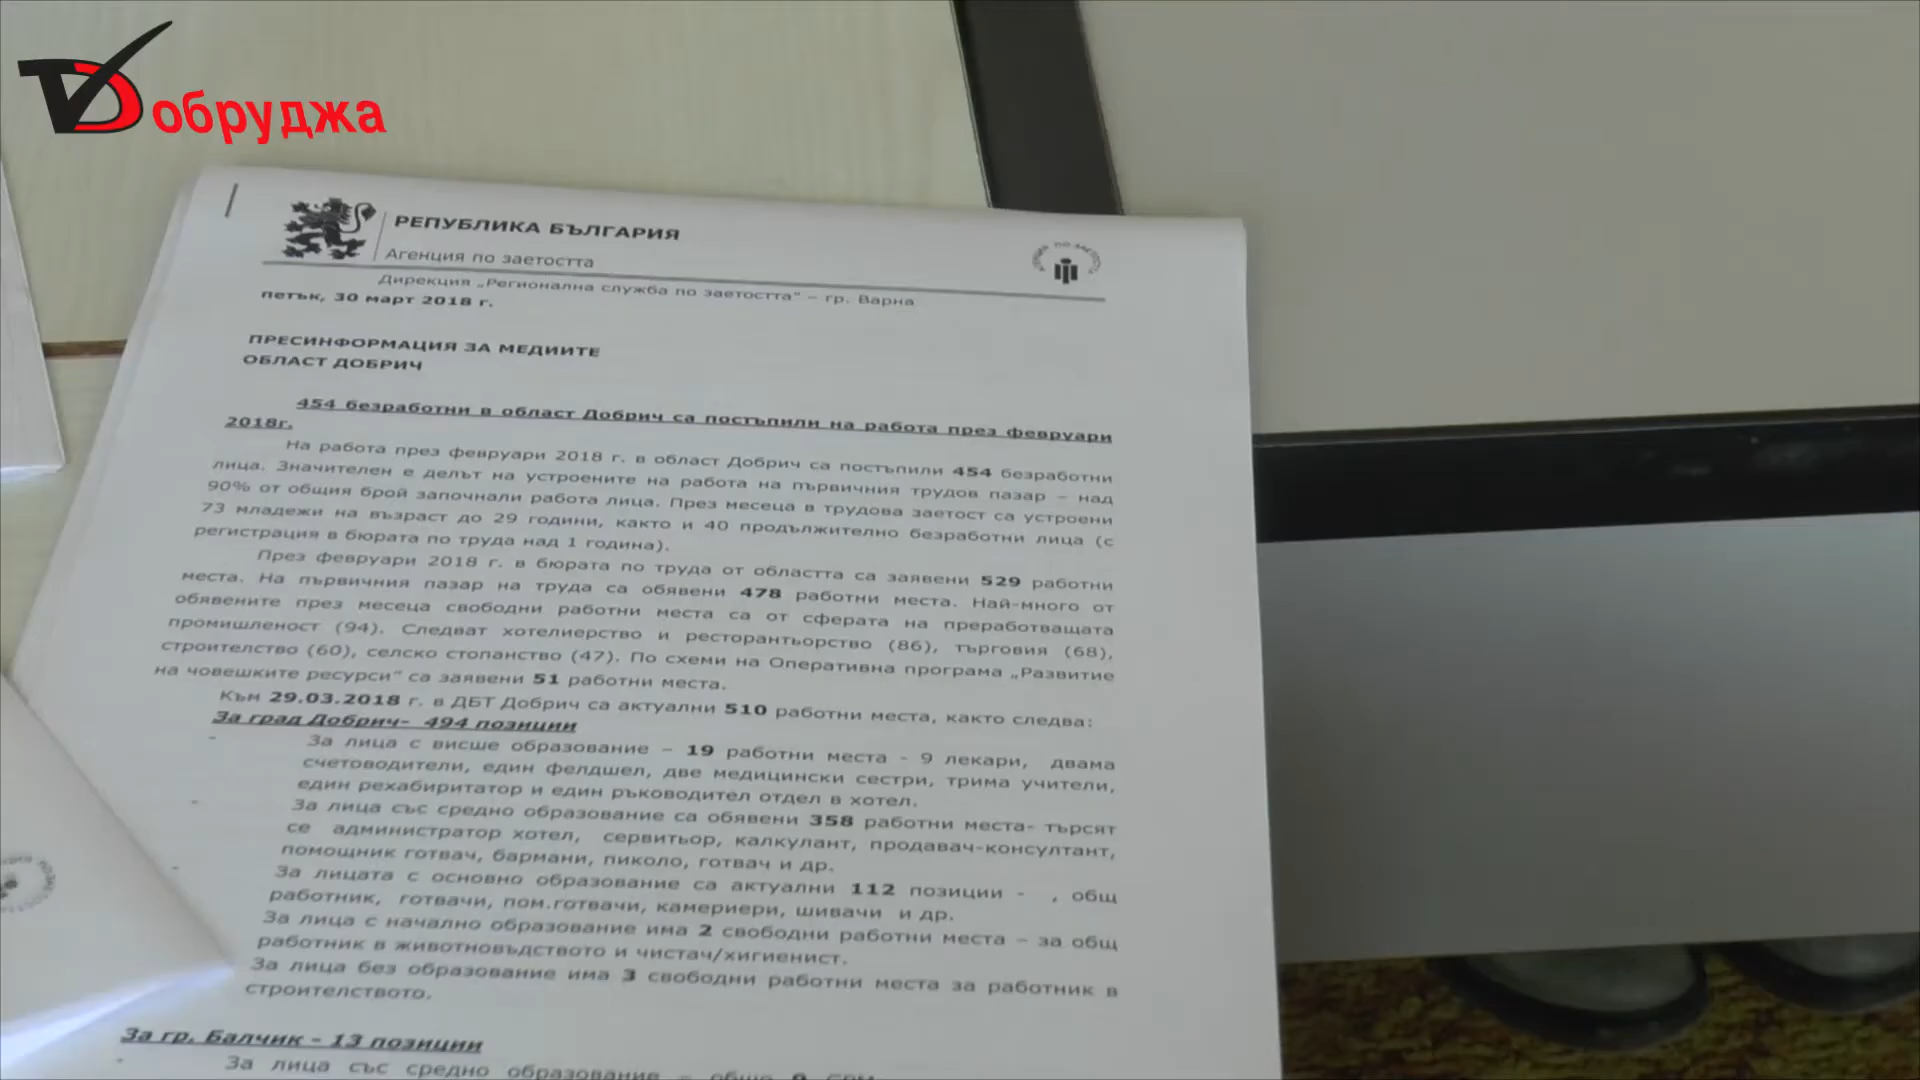 обруджа
РЕПУБЛИКА БЪЛГАРИЯ
Агенция по заетостта
Дирекция „Регионална служба по заетостта" – гр. Варна
петък, 30 март 2018 г.
ПРЕСИНФОРМАЦИЯ ЗА МЕДИИТЕ
ОБЛАСТ ДОБРИЧ
454 безработни в област Добрич са постъпили на работа през февруари
2018г.
На работа през февруари 2018 г. в област Добрич са постъпили 454 безработни
лица. Значителен е делът на устроените на работа на първичния трудов пазар – над
90% от общия брой започнали работа лица. През месеца в трудова заетост са устроени
73 младежи на възраст до 29 години, както и 40 продължително безработни лица (с
регистрация в бюрата по труда над 1 година).
През февруари 2018 г. в бюрата по труда от областта са заявени 529 работни
места. На първичния пазар на труда са обявени 478 работни места. Най-много от
обявените през месеца свободни работни места са от сферата на преработващата
промишленост (94). Следват хотелиерство и ресторантьорство (86), търговия (68),
строителство (60), селско стопанство (47). По схеми на Оперативна програма „Развитие
на човешките ресурси" са заявени 51 работни места.
Към 29.03.2018 г. в ДБТ Добрич са актуални 510 работни места, както следва:
За град Добрич– 494 позиции
- За лица с висше образование – 19 работни места - 9 лекари, двама
счетоводители, един фелдшел, две медицински сестри, трима учители,
един рехабиритатор и един ръководител отдел в хотел.
- За лица със средно образование са обявени 358 работни места- търсят
се администратор хотел, сервитьор, калкулант, продавач-консултант,
помощник готвач, бармани, пиколо, готвач и др.
- За лицата с основно образование са актуални 112 позиции - , общ
работник, готвачи, пом.готвачи, камериери, шивачи и др.
За лица с начално образование има 2 свободни работни места – за общ
работник в животновъдството и чистач/хигиенист.
За лица без образование има 3 свободни работни места за работник в
строителството.
За гр. Балчик - 13 позиции
- За лица със средно образование – общо 9 СРМ